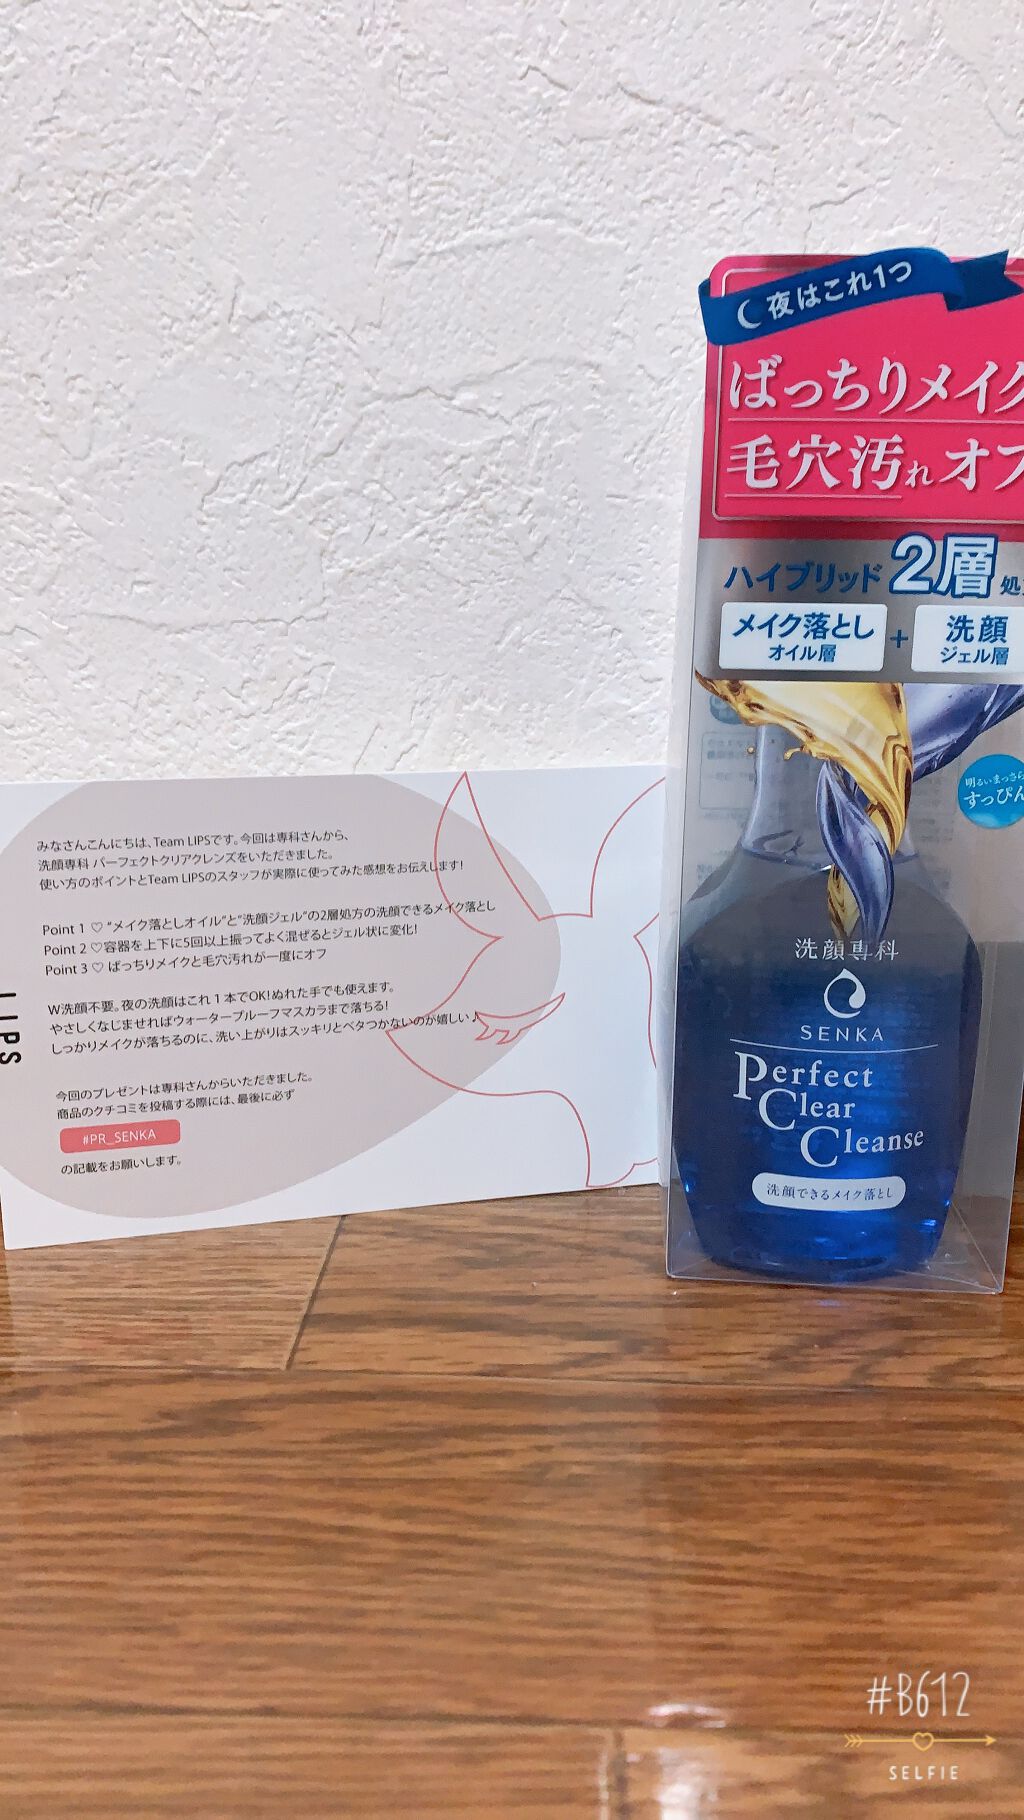 みなさんこんにちは、Team LIPSです。今回は専科さんから、
洗顔専科 パーフェクトクリアクレンズをいただきました。
使い方のポイントとTeam LIPSのスタッフが実際に使ってみた感想をお伝えします!
Point 1 ♡ “メイク落としオイル”と“洗顔ジェル”の2層処方の洗顔できるメイク落とし
Point 2 ♡容器を上下に5回以上振ってよく混ぜるとジェル状に変化!
Point 3 ♡ ばっちりメイクと毛穴汚れが一度にオフ
W洗顔不要。夜の洗顔はこれ1本でOK!ぬれた手でも使えます。
やさしくなじませればウォータープルーフマスカラまで落ちる!
しっかりメイクが落ちるのに、洗い上がりはスッキリとベタつかないのが嬉しい♪
今回のプレゼントは専科さんからいただきました。
商品のクチコミを投稿する際には、最後に必ず
#PR_SENKA
の記載をお願いします。
LIPS
夜はこれ1つ
ばっちりメイク
毛穴汚れオフ
ハイブリッド2層処
メイク落とし + 洗顔
オイル層 ジェル層
明るいまっさら
すっぴん
洗顔専科
SENKA
Perfect
Clear
Cleanse
洗顔できるメイク落とし
#B612
SELFIE